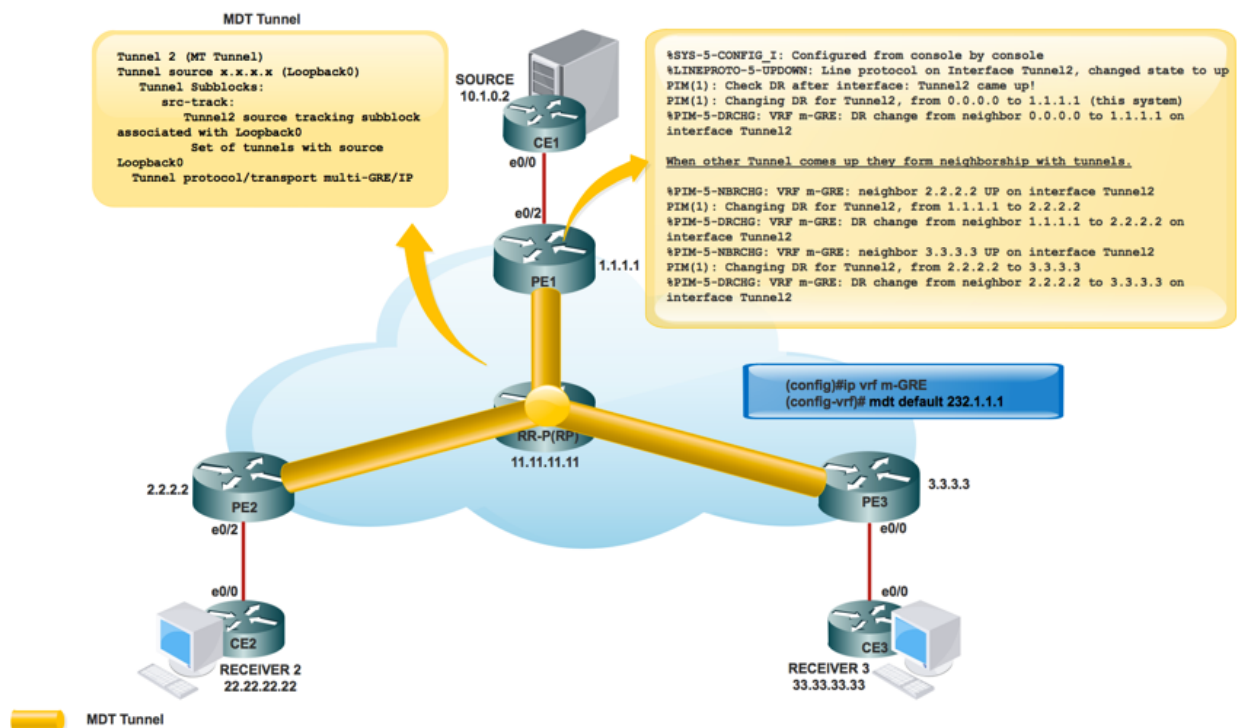 MDT Tunnel
Tunnel 2 (MT Tunnel)
Tunnel source x.x.x.x (Loopback0)
Tunnel Subblocks:
src-track:
Tunnel2 source tracking subblock
associated with Loopback0
Set of tunnels with source
Loopback0
Tunnel protocol/transport multi-GRE/IP
SOURCE
10.1.0.2
CE1
e0/0
%SYS-5-CONFIG_I: Configured from console by console
%LINEPROTO-5-UPDOWN: Line protocol on Interface Tunnel2, changed state to up
PIM(1): Check DR after interface: Tunnel2 came up!
PIM(1): Changing DR for Tunnel2, from 0.0.0.0 to 1.1.1.1 (this system)
%PIM-5-DRCHG: VRF m-GRE: DR change from neighbor 0.0.0.0 to 1.1.1.1 on
interface Tunnel2
When other Tunnel comes up they form neighborship with tunnels.
%PIM-5-NBRCHG: VRF m-GRE: neighbor 2.2.2.2 UP on interface Tunnel2
PIM(1): Changing DR for Tunnel2, from 1.1.1.1 to 2.2.2.2
%PIM-5-DRCHG: VRF m-GRE: DR change from neighbor 1.1.1.1 to 2.2.2.2 on
interface Tunnel2
%PIM-5-NBRCHG: VRF m-GRE: neighbor 3.3.3.3 UP on interface Tunnel2
PIM(1): Changing DR for Tunnel2, from 2.2.2.2 to 3.3.3.3
%PIM-5-DRCHG: VRF m-GRE: DR change from neighbor 2.2.2.2 to 3.3.3.3 on
interface Tunnel2
e0/2
1.1.1.1
PE1
(config)#ip vrf m-GRE
(config-vrf)# mdt default 232.1.1.1
RR-P(RP)
11.11.11.11
2.2.2.2
PE2
e0/2
3.3.3.3
PE3
e0/0
e0/0
CE2
RECEIVER 2
22.22.22.22
e0/0
CE3
RECEIVER 3
33.33.33.33
MDT Tunnel